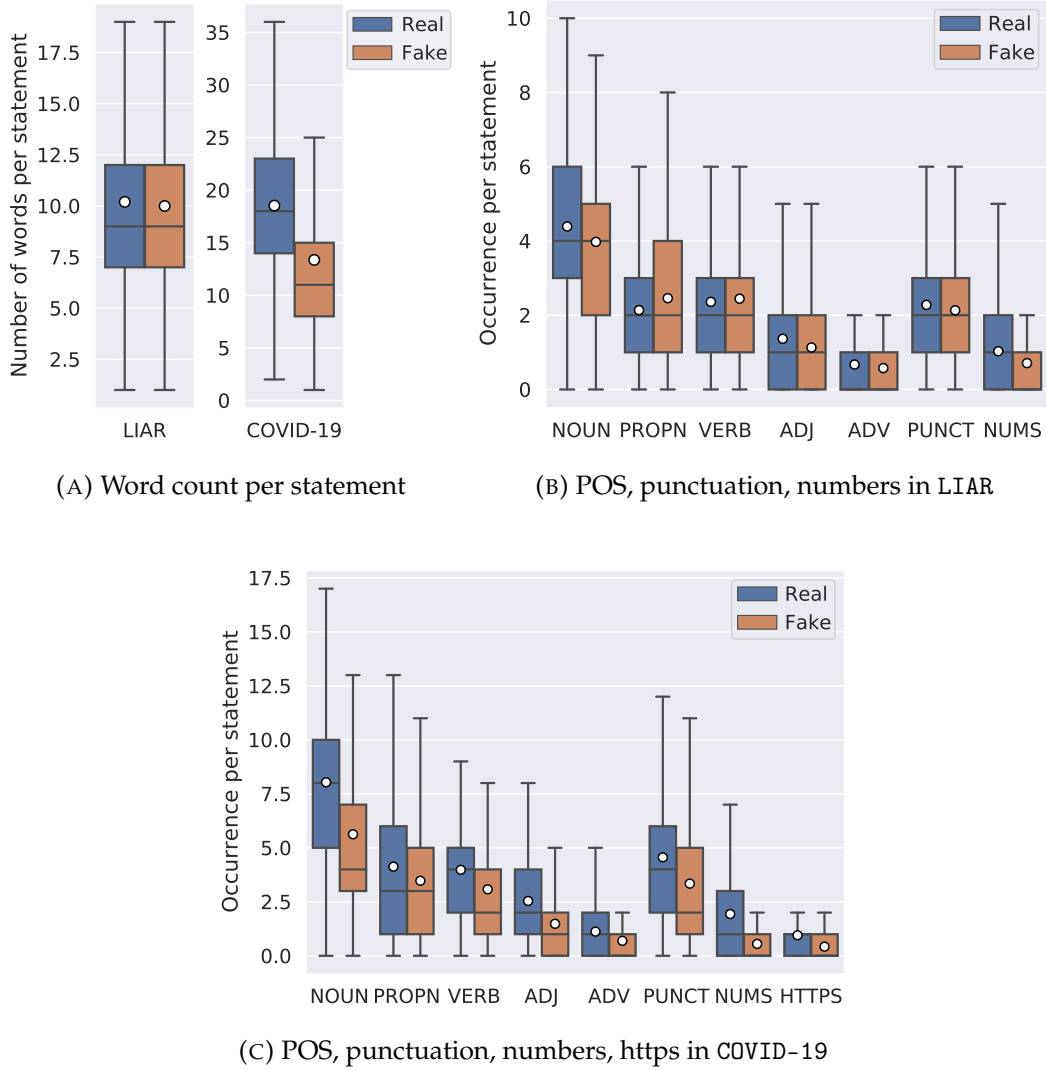 Number of words per statement
17.5
15.0
12.5
10.0
7.5
5.0
2.5
LIAR
35
30
25
20
15
10
5
0
COVID-19
Real
Fake
(A) Word count per statement
Occurrence per statement
10
8
6
4
2
0
Real
Fake
NOUN PROPN VERB ADJ ADV PUNCT NUMS
(B) POS, punctuation, numbers in LIAR
Occurrence per statement
17.5
15.0
12.5
10.0
7.5
5.0
2.5
0.0
Real
Fake
NOUN PROPN VERB ADJ ADV PUNCT NUMS HTTPS
(C) POS, punctuation, numbers, https in COVID-19